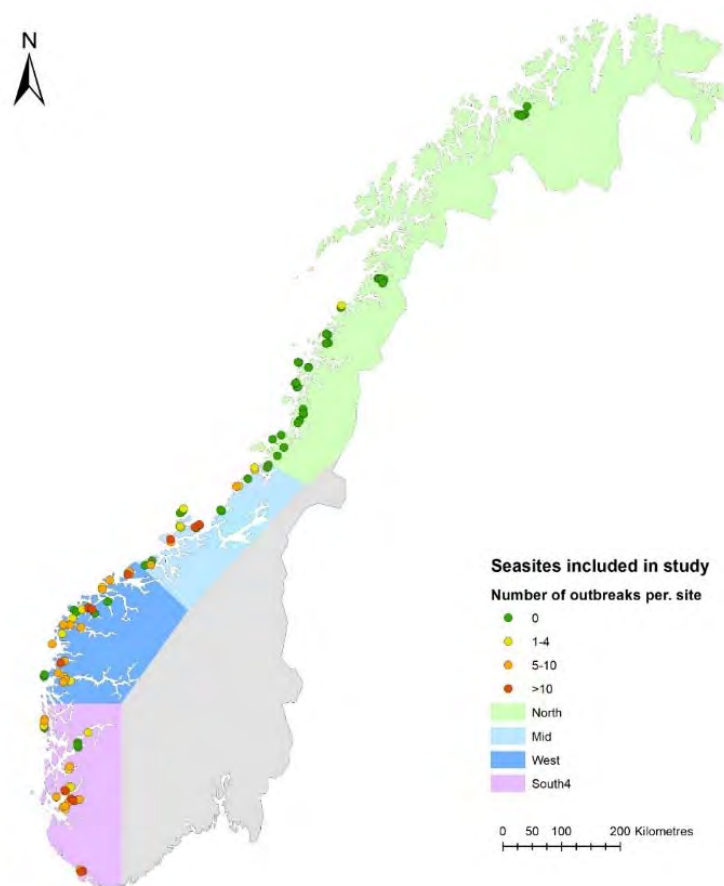 N
Seasites included in study
Number of outbreaks per. site
0
1-4
5-10
>10
North
Mid
West
South4
0 50 100 200 Kilometres